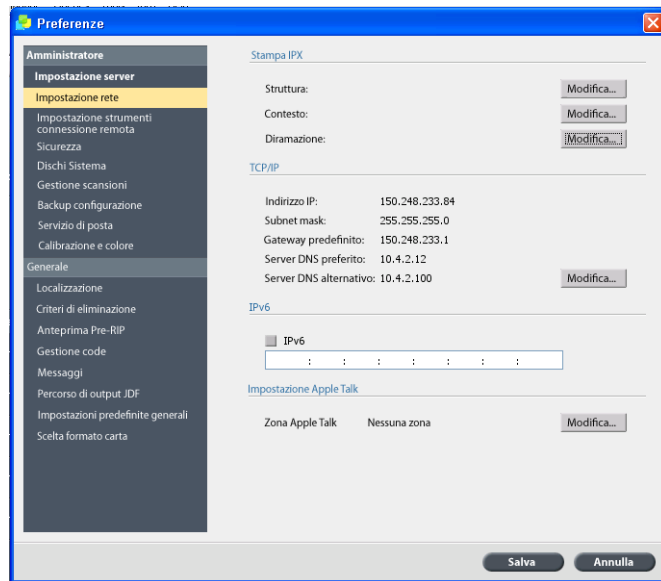 Preferenze
Amministratore
Impostazione server
Impostazione rete
Impostazione strumenti
connessione remota
Sicurezza
Dischi Sistema
Gestione scansioni
Backup configurazione
Servizio di posta
Calibrazione e colore
Generale
Localizzazione
Criteri di eliminazione
Anteprima Pre-RIP
Gestione code
Messaggi
Percorso di output JDF
Impostazioni predefinite generali
Scelta formato carta
Stampa IPX
Struttura: Modifica...
Contesto: Modifica...
Diramazione: Modifica...
TCP/IP
Indirizzo IP: 150.248.233.84
Subnet mask: 255.255.255.0
Gateway predefinito: 150.248.233.1
Server DNS preferito: 10.4.2.12
Server DNS alternativo: 10.4.2.100 Modifica...
IPv6
IPv6
: : : : : : :
Impostazione Apple Talk
Zona Apple Talk Nessuna zona Modifica...
Salva Annulla